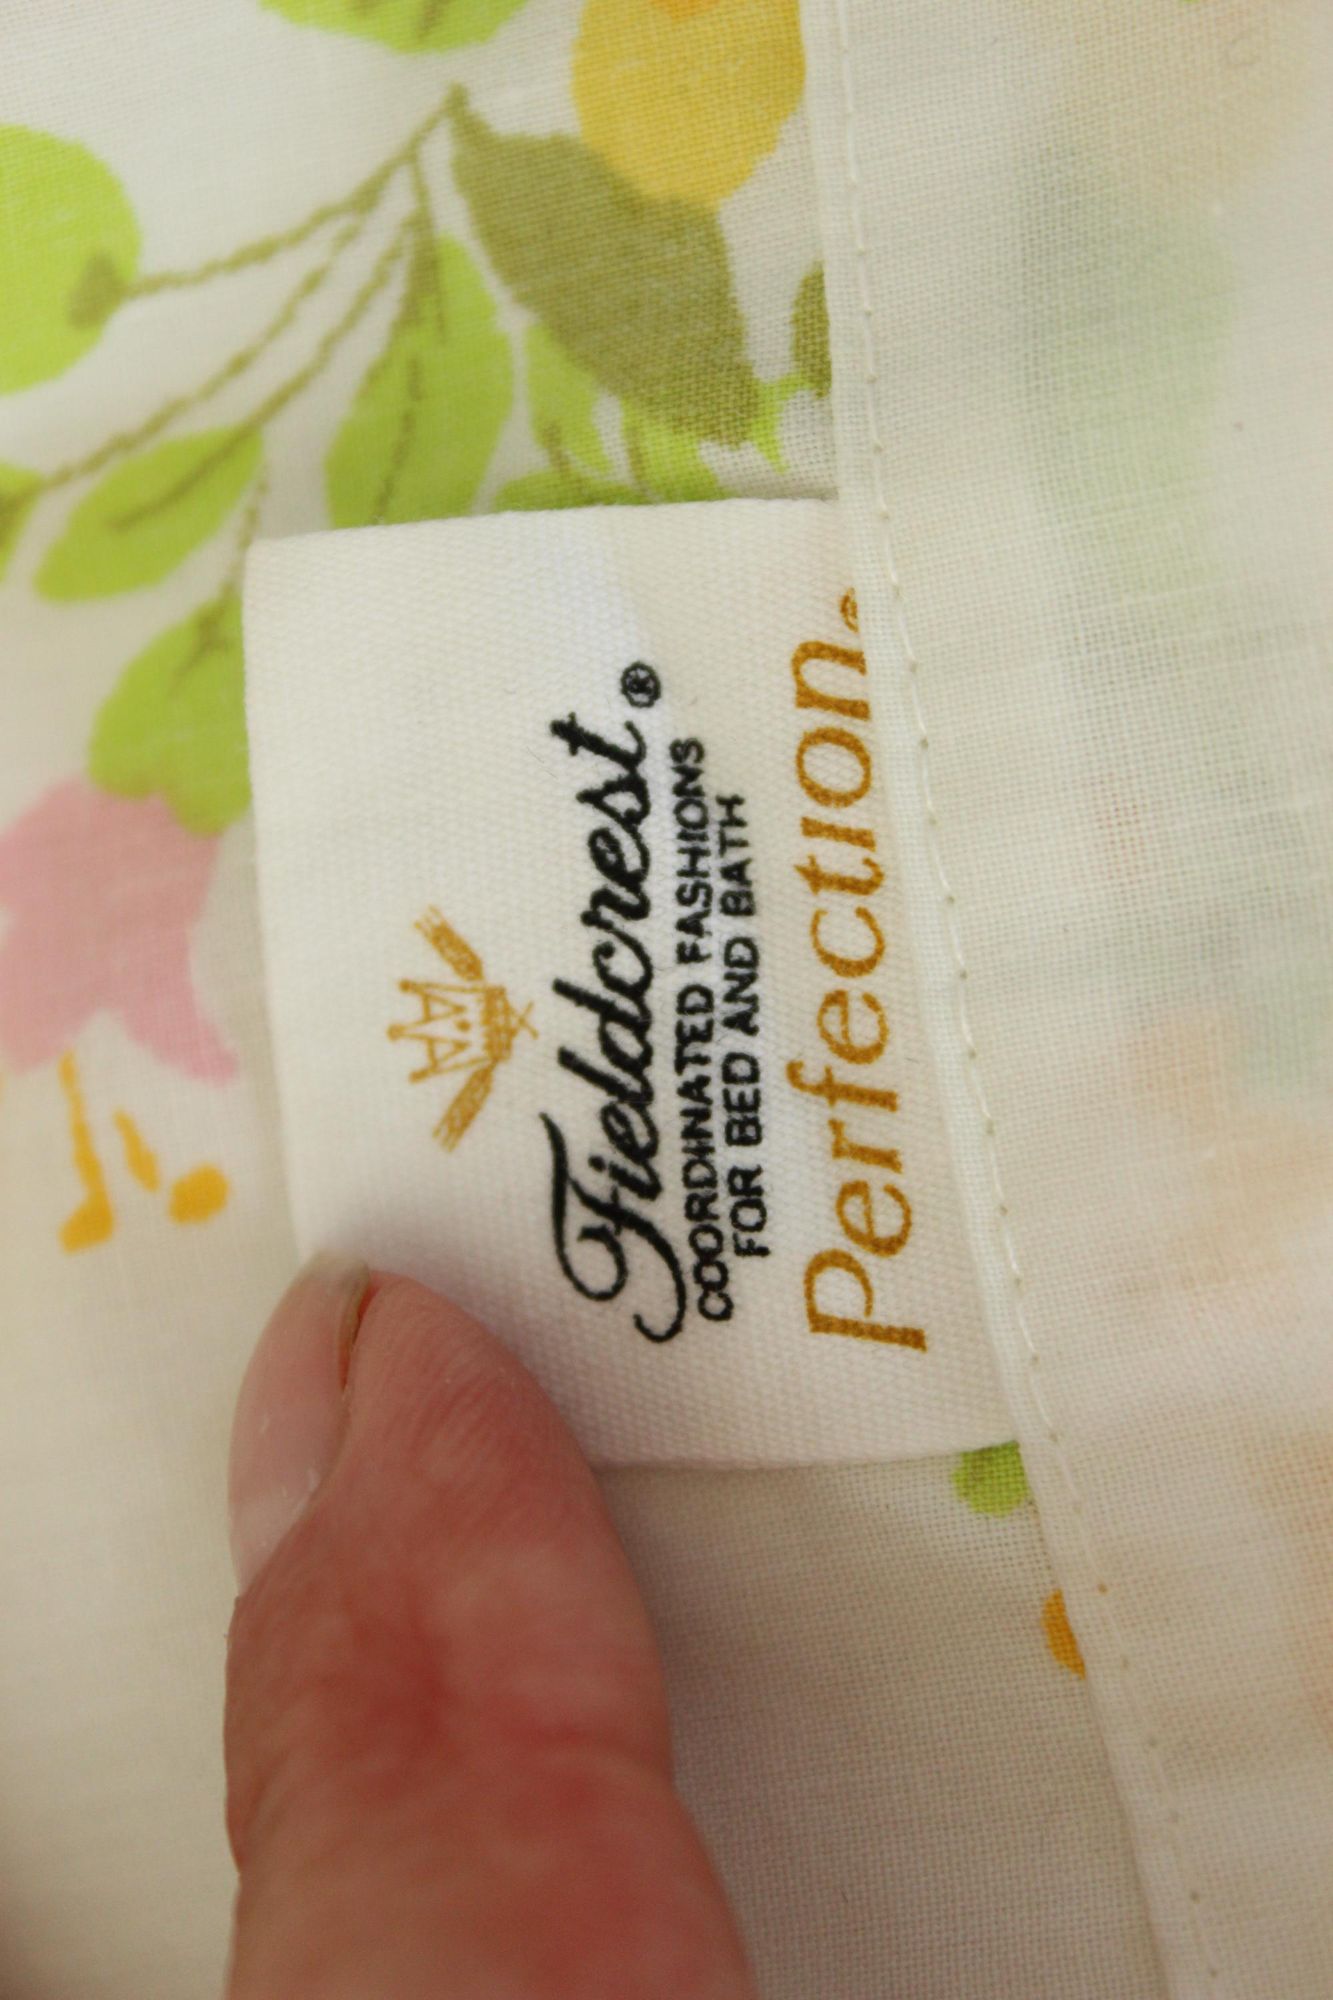 Fieldcrest®
COORDINATED FASHIONS
FOR BED AND BATH
Perfection®